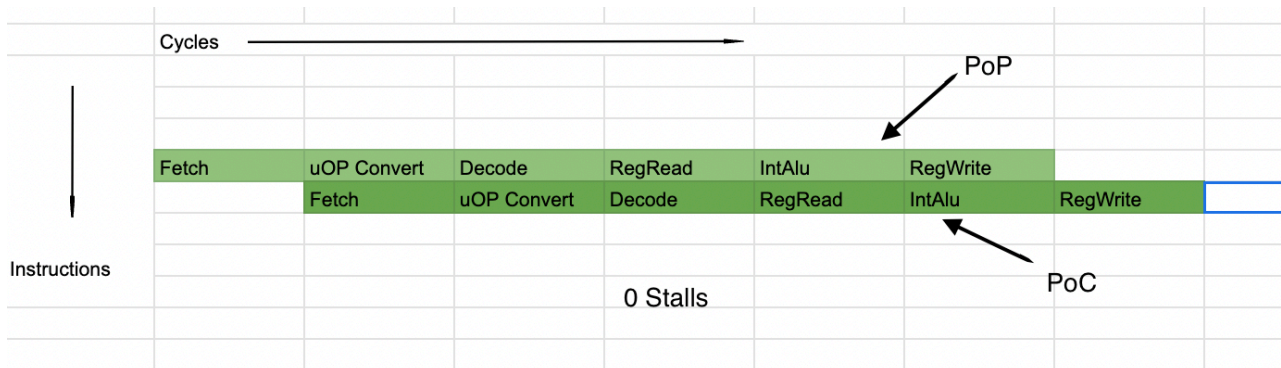 Cycles
PoP
Fetch uOP Convert Decode RegRead IntAlu RegWrite
Fetch uOP Convert Decode RegRead IntAlu RegWrite
Instructions
PoC
0 Stalls